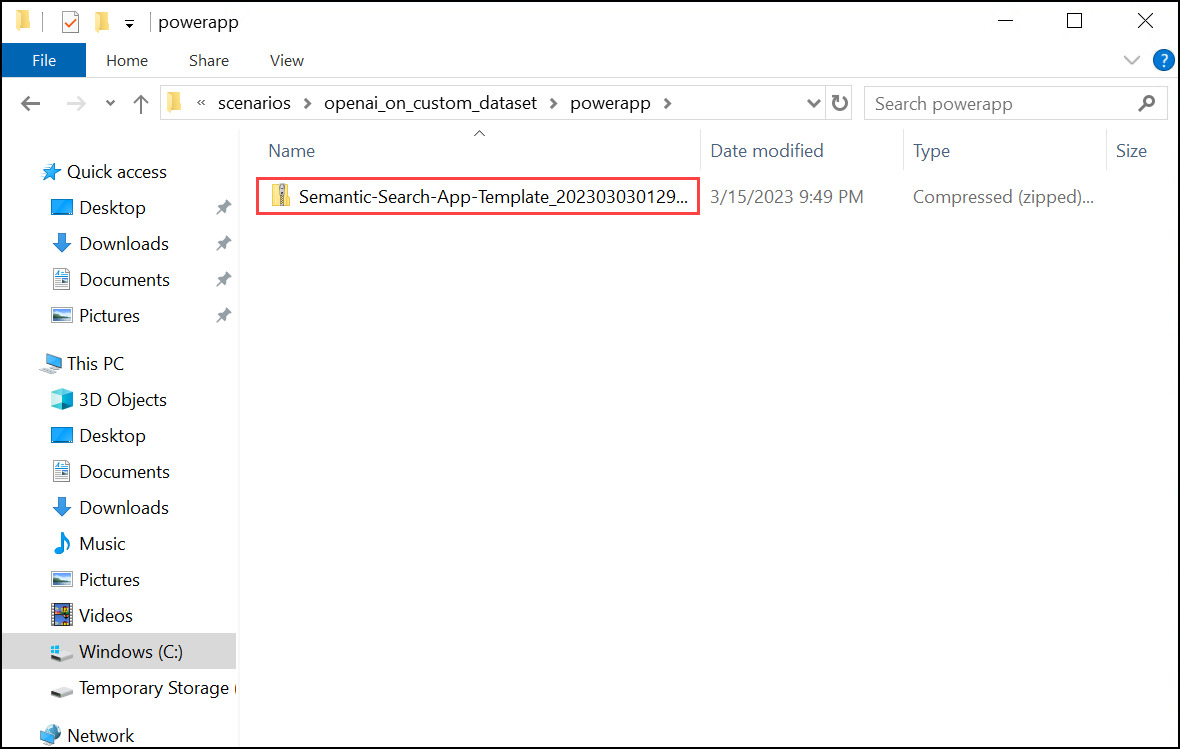 powerapp
File Home Share View ?
« scenarios openai_on_custom_dataset powerapp
Search powerapp
Name Date modified Type Size
Semantic-Search-App-Template_202303030129... 3/15/2023 9:49 PM Compressed (zipped)...
Quick access
Desktop
Downloads
Documents
Pictures
This PC
3D Objects
Desktop
Documents
Downloads
Music
Pictures
Videos
Windows (C:)
Temporary Storage (
Network